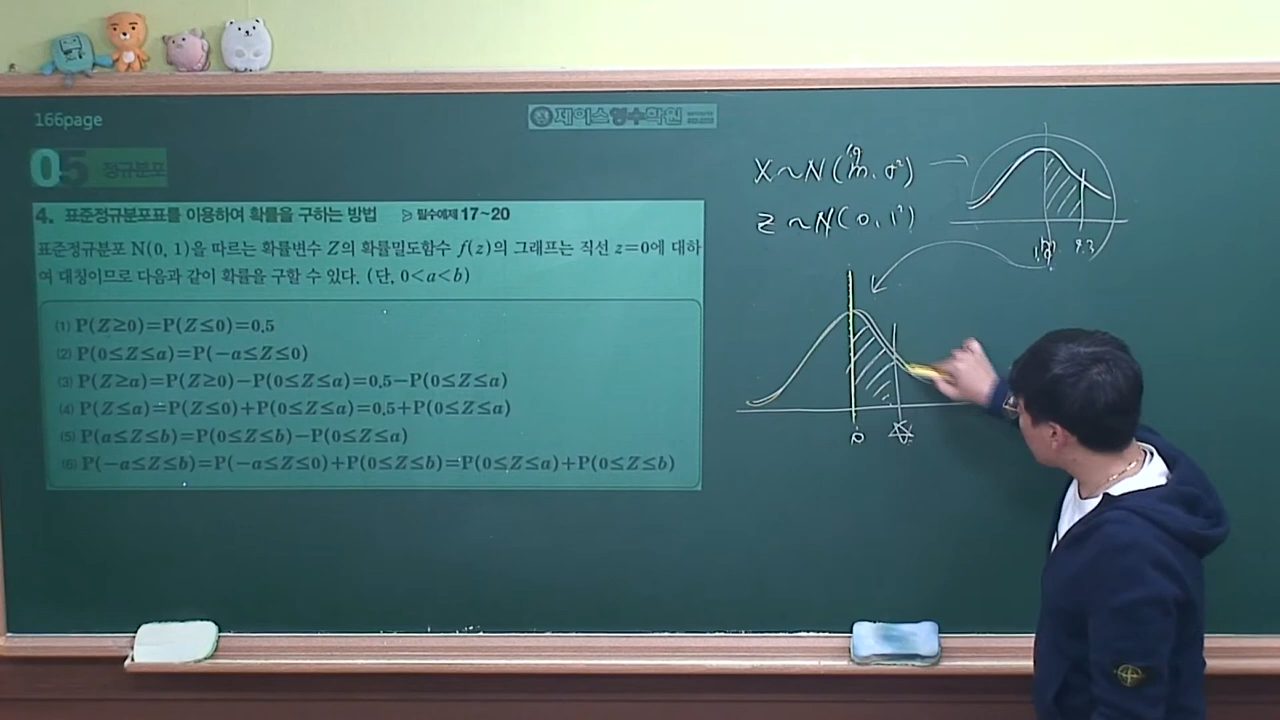 166page
제이스영수학원
05 정규분포
4. 표준정규분포표를 이용하여 확률을 구하는 방법 ▷ 필수예제 17~20
표준정규분포 N(0, 1)을 따르는 확률변수 Z의 확률밀도함수 f(z)의 그래프는 직선 z=0에 대하
여 대칭이므로 다음과 같이 확률을 구할 수 있다. (단, 0<a<b)
(1) P(Z≥0)=P(Z≤0)=0.5
(2) P(0≤Z≤a)=P(-a≤Z≤0)
(3) P(Z≥a)=P(Z≥0)-P(0≤Z≤a)=0.5-P(0≤Z≤a)
(4) P(Z≤a)=P(Z≤0)+P(0≤Z≤a)=0.5+P(0≤Z≤a)
(5) P(a≤Z≤b)=P(0≤Z≤b)-P(0≤Z≤a)
(6) P(-a≤Z≤b)=P(-a≤Z≤0)+P(0≤Z≤b)=P(0≤Z≤a)+P(0≤Z≤b)
X~N(m, σ²) →
Z~N(0, 1²)
9.3
0